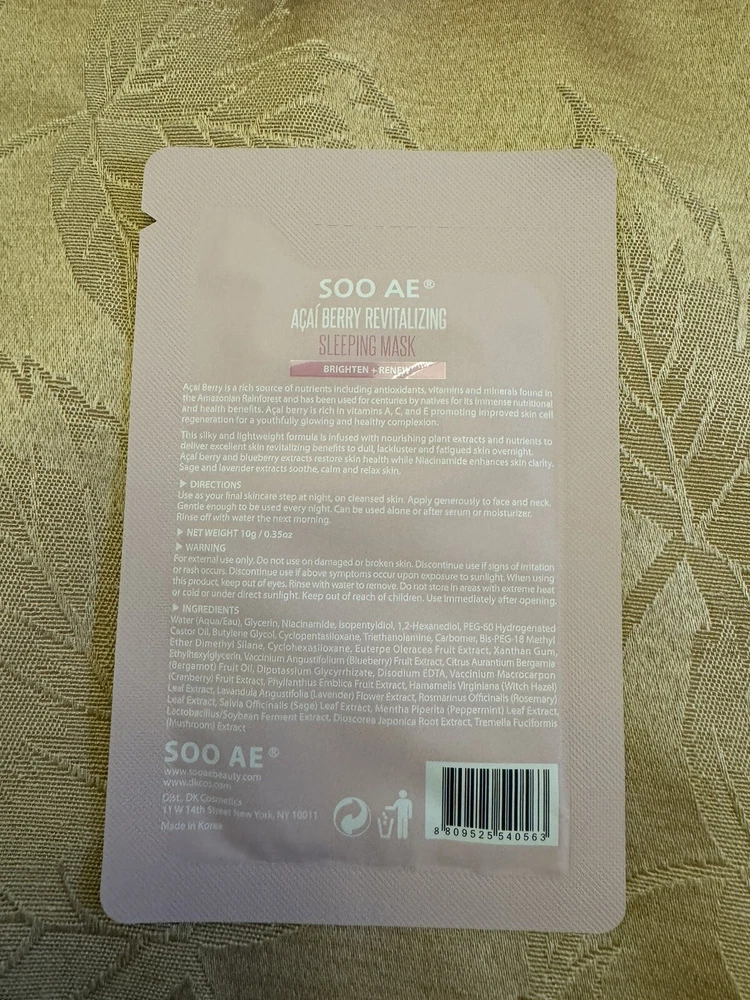 SOO AE®
AÇAÍ BERRY REVITALIZING
SLEEPING MASK
BRIGHTEN + RENEW
Açaí Berry is a rich source of nutrients including antioxidants, vitamins and minerals found in
the Amazonian Rainforest and has been used for centuries by natives for its immense nutritional
and health benefits. Açaí berry is rich in vitamins A, C, and E promoting improved skin cell
regeneration for a youthfully glowing and healthy complexion.
This silky and lightweight formula is infused with nourishing plant extracts and nutrients to
deliver excellent skin revitalizing benefits to dull, lackluster and fatigued skin overnight.
Açaí berry and blueberry extracts restore skin health while Niacinamide enhances skin clarity.
Sage and lavender extracts soothe, calm and relax skin.
▶ DIRECTIONS
Use as your final skincare step at night, on cleansed skin. Apply generously to face and neck.
Gentle enough to be used every night. Can be used alone or after serum or moisturizer.
Rinse off with water the next morning.
▶ NET WEIGHT 10g / 0.35oz
▶ WARNING
For external use only. Do not use on damaged or broken skin. Discontinue use if signs of irritation
or rash occurs. Discontinue use if above symptoms occur upon exposure to sunlight. When using
this product, keep out of eyes. Rinse with water to remove. Do not store in areas with extreme heat
or cold or under direct sunlight. Keep out of reach of children. Use immediately after opening.
▶ INGREDIENTS
Water (Aqua/Eau), Glycerin, Niacinamide, Isopentyldiol, 1,2-Hexanediol, PEG-60 Hydrogenated
Castor Oil, Butylene Glycol, Cyclopentasiloxane, Triethanolamine, Carbomer, Bis-PEG-18 Methyl
Ether Dimethyl Silane, Cyclohexasiloxane, Euterpe Oleracea Fruit Extract, Xanthan Gum,
Ethylhexylglycerin, Vaccinium Angustifolium (Blueberry) Fruit Extract, Citrus Aurantium Bergamia
(Bergamot) Fruit Oil, Dipotassium Glycyrrhizate, Disodium EDTA, Vaccinium Macrocarpon
(Cranberry) Fruit Extract, Phyllanthus Emblica Fruit Extract, Hamamelis Virginiana (Witch Hazel)
Leaf Extract, Lavandula Angustifolia (Lavender) Flower Extract, Rosmarinus Officinalis (Rosemary)
Leaf Extract, Salvia Officinalis (Sage) Leaf Extract, Mentha Piperita (Peppermint) Leaf Extract,
Lactobacillus/Soybean Ferment Extract, Dioscorea Japonica Root Extract, Tremella Fuciformis
(Mushroom) Extract
SOO AE®
www.sooaebeauty.com
www.dkcos.com
Dist. DK Cosmetics
11 W 14th Street New York, NY 10011
Made in Korea
8 809525 540563